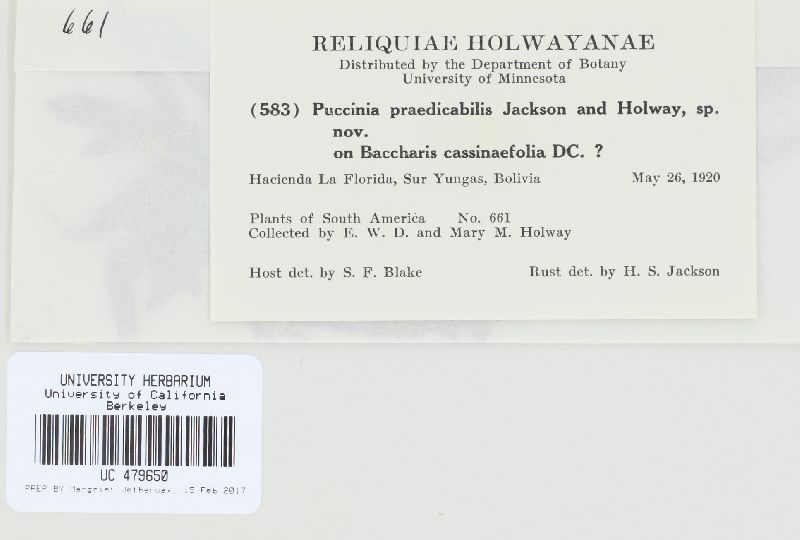 661
RELIQUIAE HOLWAYANAE
Distributed by the Department of Botany
University of Minnesota
(583) Puccinia praedicabilis Jackson and Holway, sp.
nov.
on Baccharis cassinaefolia DC. ?
Hacienda La Florida, Sur Yungas, Bolivia May 26, 1920
Plants of South America No. 661
Collected by E. W. D. and Mary M. Holway
Host det. by S. F. Blake Rust det. by H. S. Jackson
UNIVERSITY HERBARIUM
University of California
Berkeley
UC 479650
PREP BY Margriet Wetherwax, 15 Feb 2017